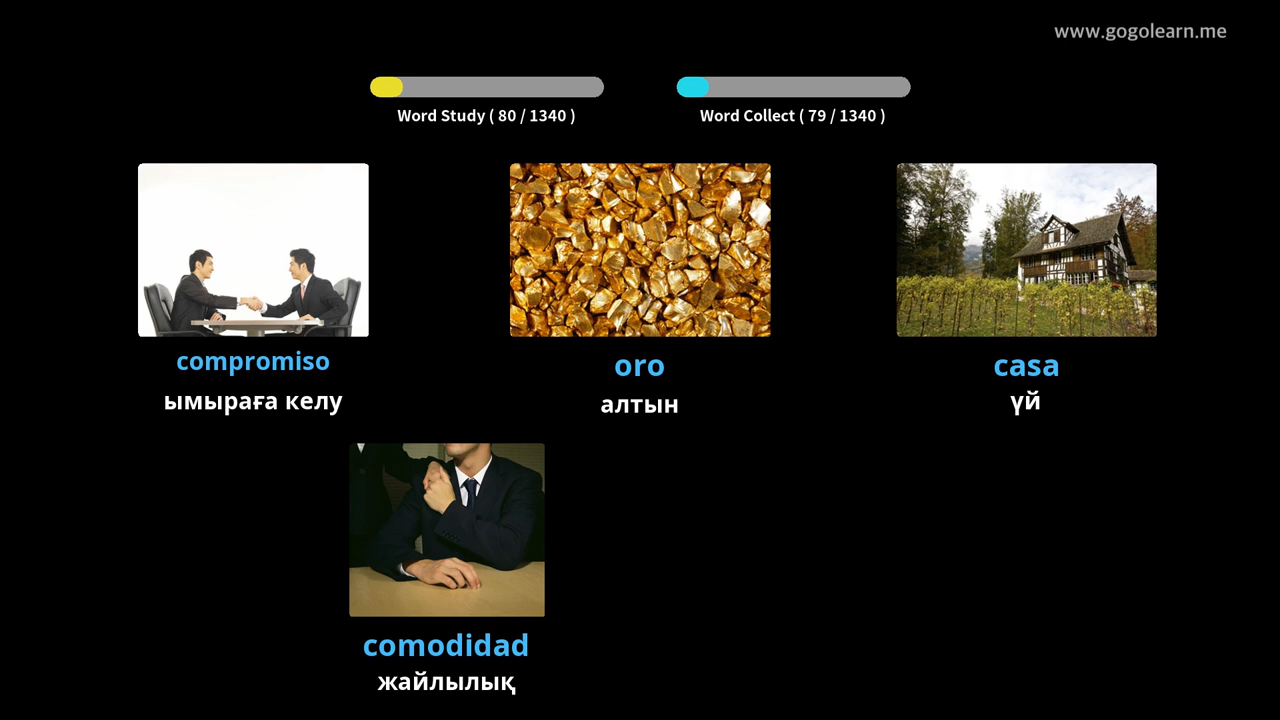 www.gogolearn.me
Word Study ( 80 / 1340 )
Word Collect ( 79 / 1340 )
compromiso
ымыраға келу
oro
алтын
casa
үй
comodidad
жайлылық